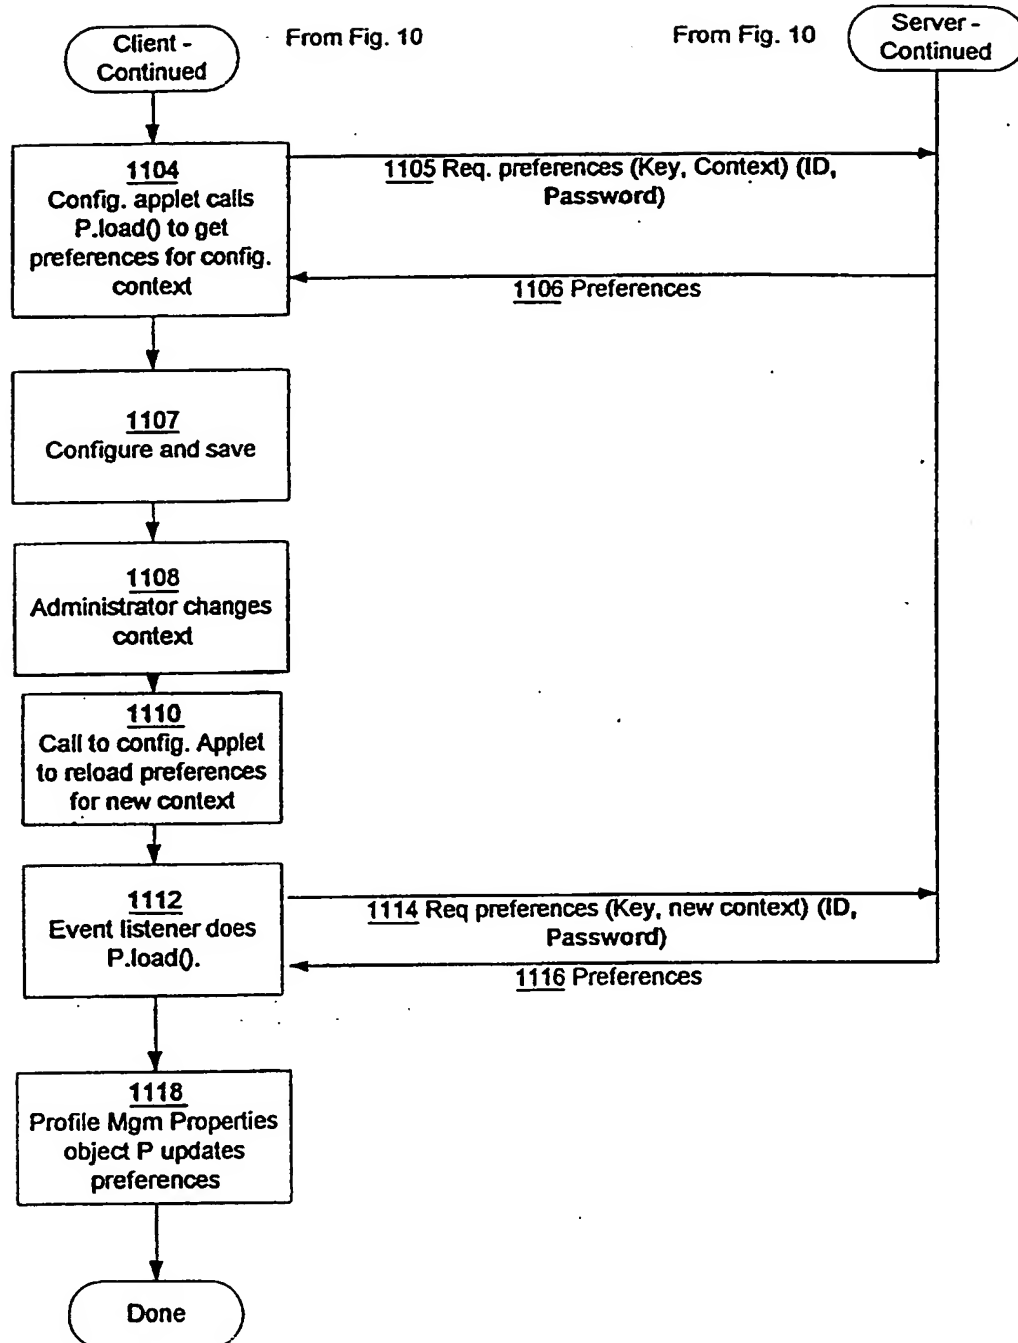 Client -
Continued
From Fig. 10
From Fig. 10
Server -
Continued
1104
Config. applet calls
P.load() to get
preferences for config.
context
1105 Req. preferences (Key, Context) (ID,
Password)
1106 Preferences
1107
Configure and save
1108
Administrator changes
context
1110
Call to config. Applet
to reload preferences
for new context
1112
Event listener does
P.load().
1114 Req preferences (Key, new context) (ID,
Password)
1116 Preferences
1118
Profile Mgm Properties
object P updates
preferences
Done